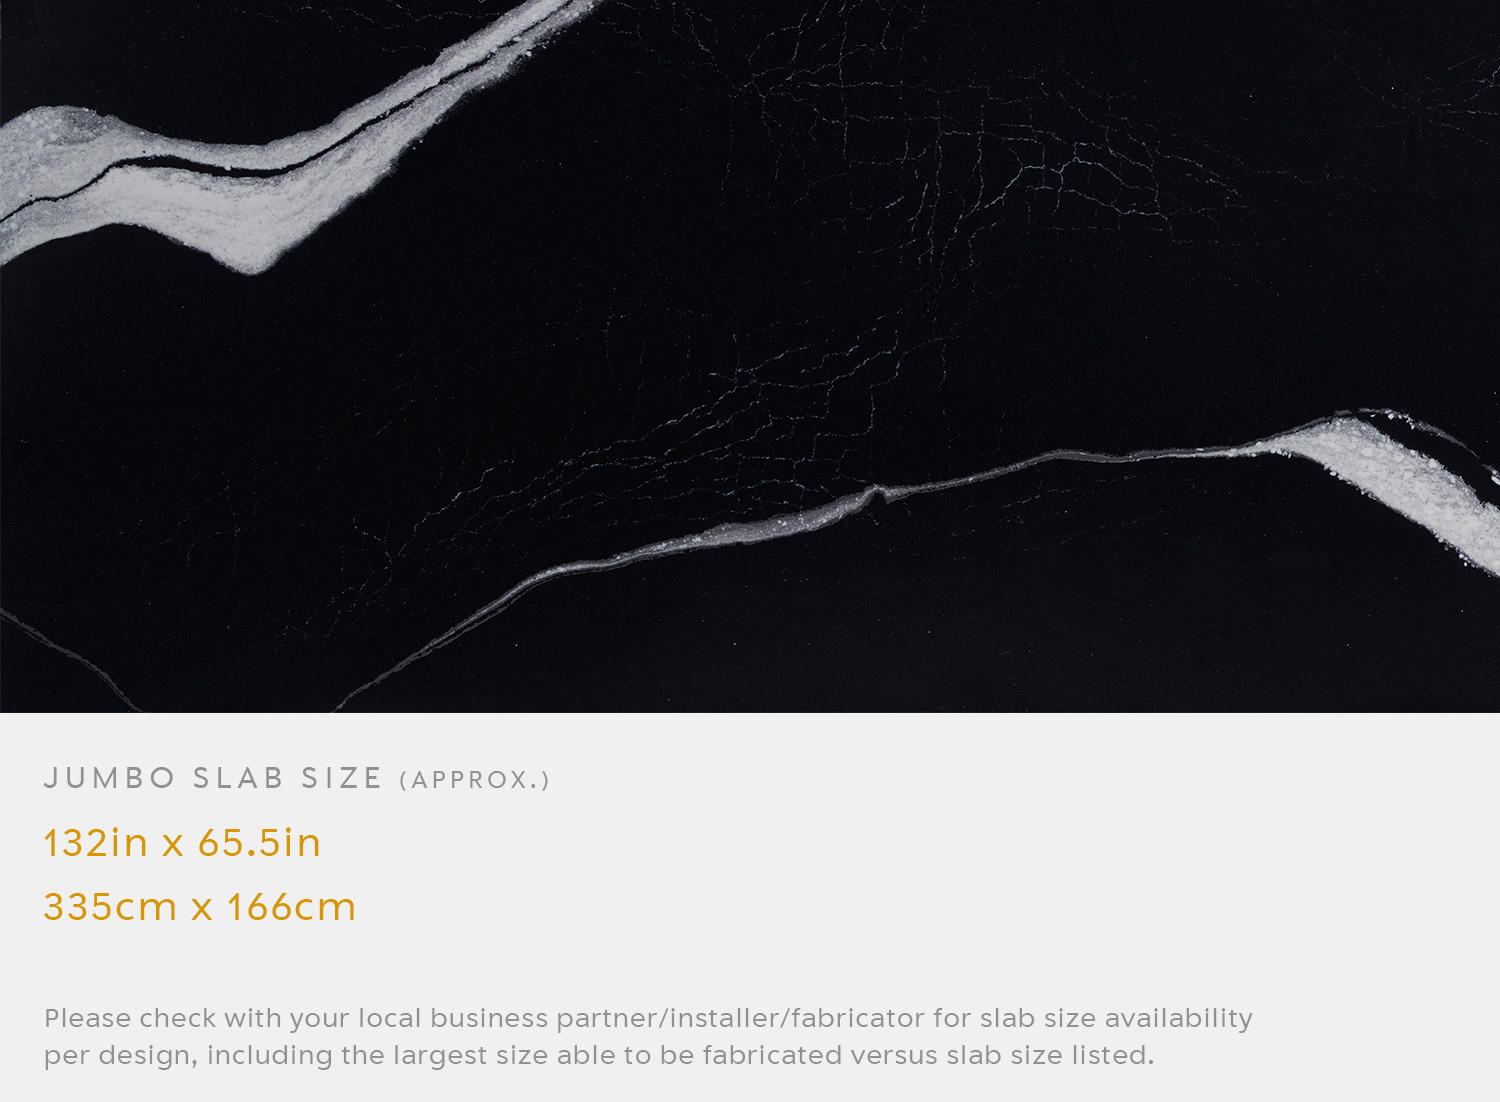 JUMBO SLAB SIZE (APPROX.)
132in x 65.5in
335cm x 166cm
Please check with your local business partner/installer/fabricator for slab size availability
per design, including the largest size able to be fabricated versus slab size listed.